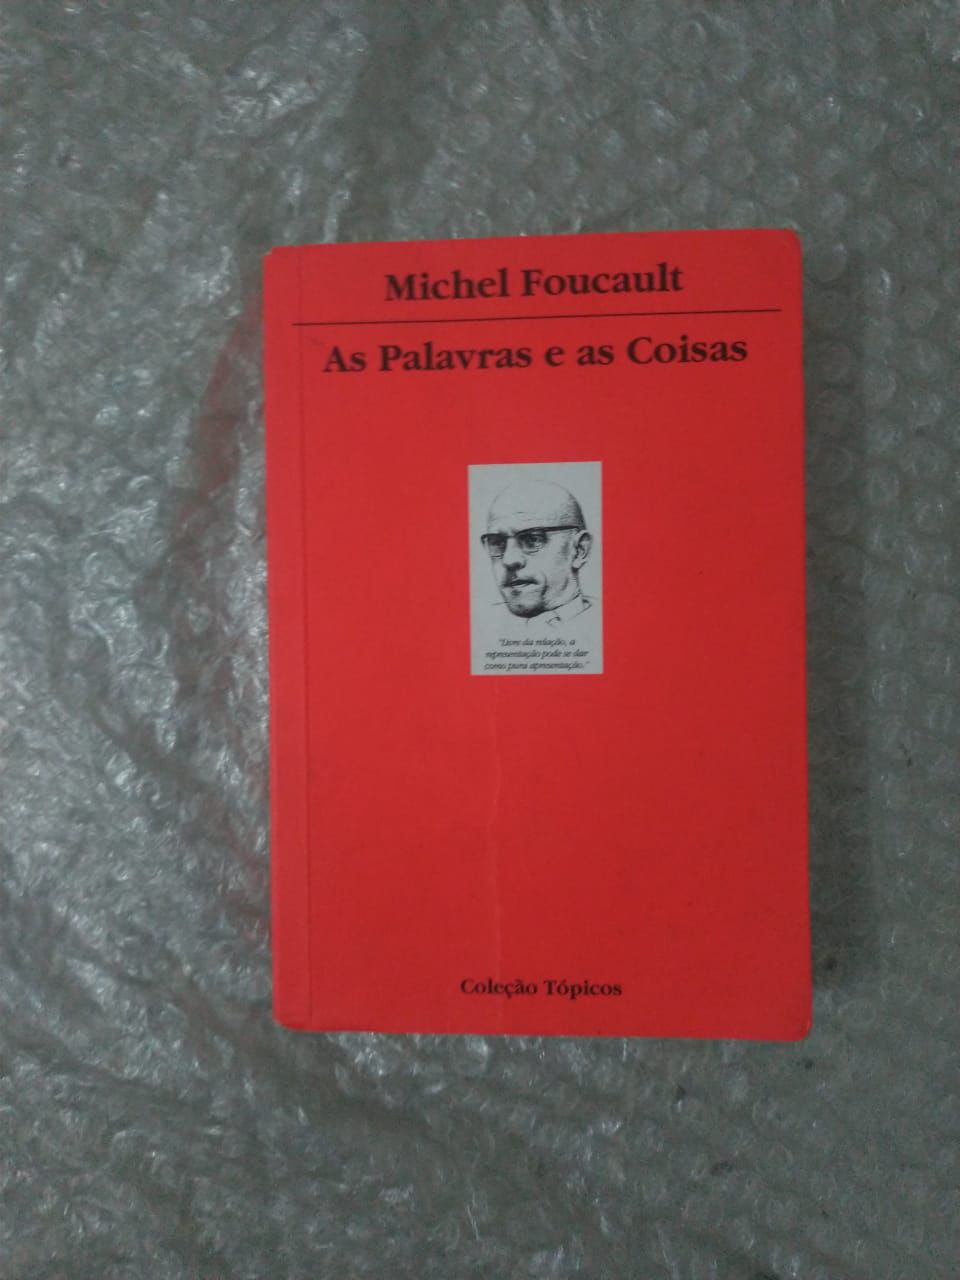 Michel Foucault
As Palavras e as Coisas
"Livre da relação, a
representação pode se dar
como pura apresentação."
Coleção Tópicos